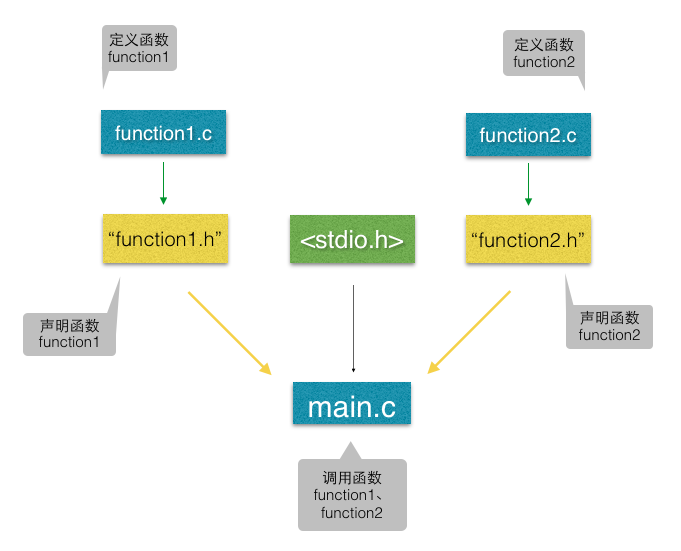 定义函数
function1
定义函数
function2
function1.c
function2.c
“function1.h”
<stdio.h>
“function2.h”
声明函数
function1
声明函数
function2
main.c
调用函数
function1、
function2